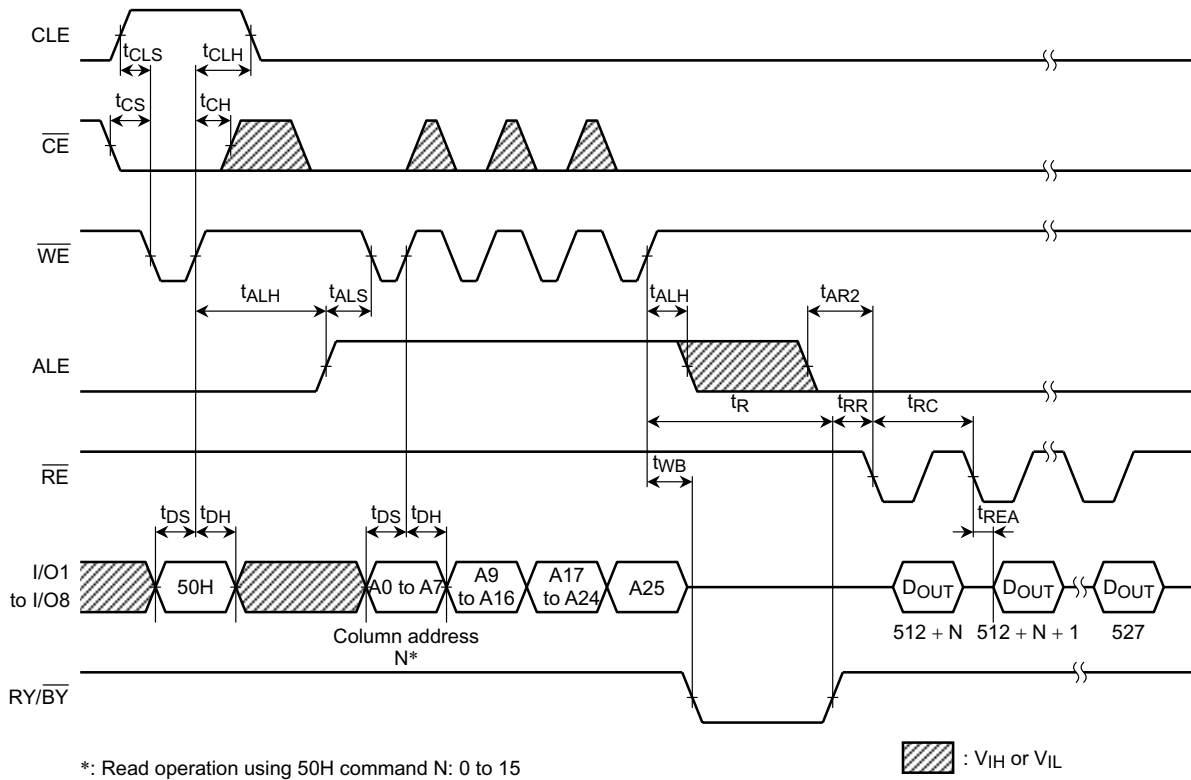 CLE
tCLS
tCLH
tCS
tCH
CE
WE
tALH
tALS
tALH
tAR2
ALE
tR
tRR
tRC
RE
tWB
tDS
tDH
tDS
tDH
tREA
I/O1
to I/O8
50H
A0 to A7
A9
to A16
A17
to A24
A25
DOUT
DOUT
DOUT
Column address
N*
512 + N
512 + N + 1
527
RY/BY
*: Read operation using 50H command N: 0 to 15
: VIH or VIL